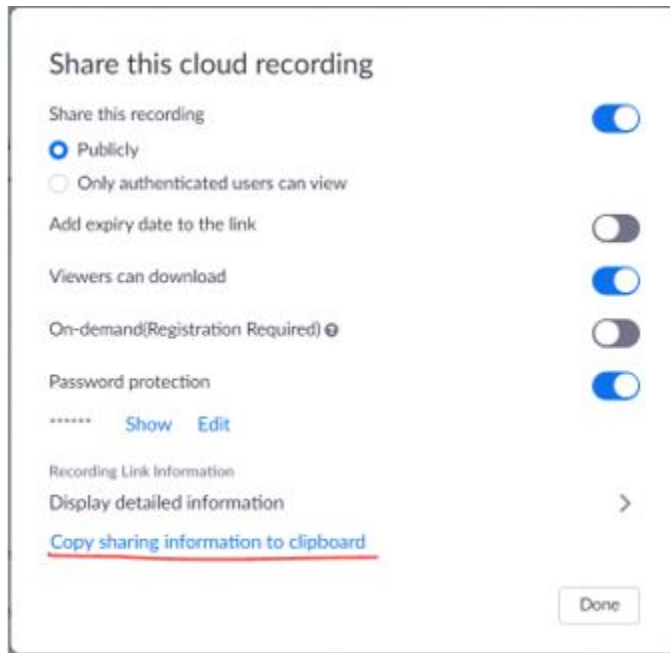 Share this cloud recording
Share this recording
Publicly
Only authenticated users can view
Add expiry date to the link
Viewers can download
On-demand(Registration Required)
Password protection
****** Show Edit
Recording Link Information
Display detailed information
Copy sharing information to clipboard
Done